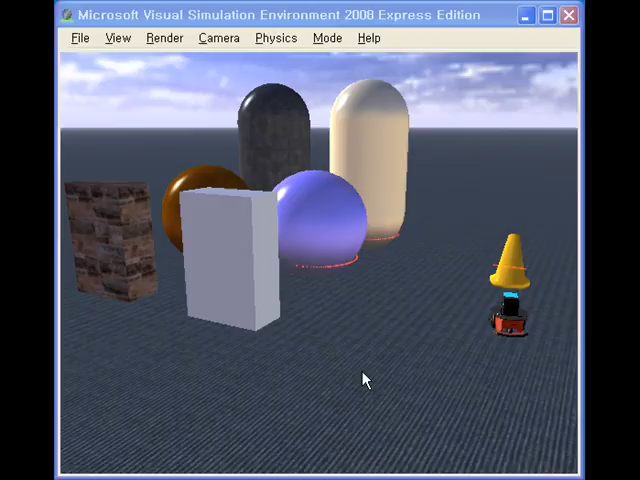 Microsoft Visual Simulation Environment 2008 Express Edition
File View Render Camera Physics Mode Help